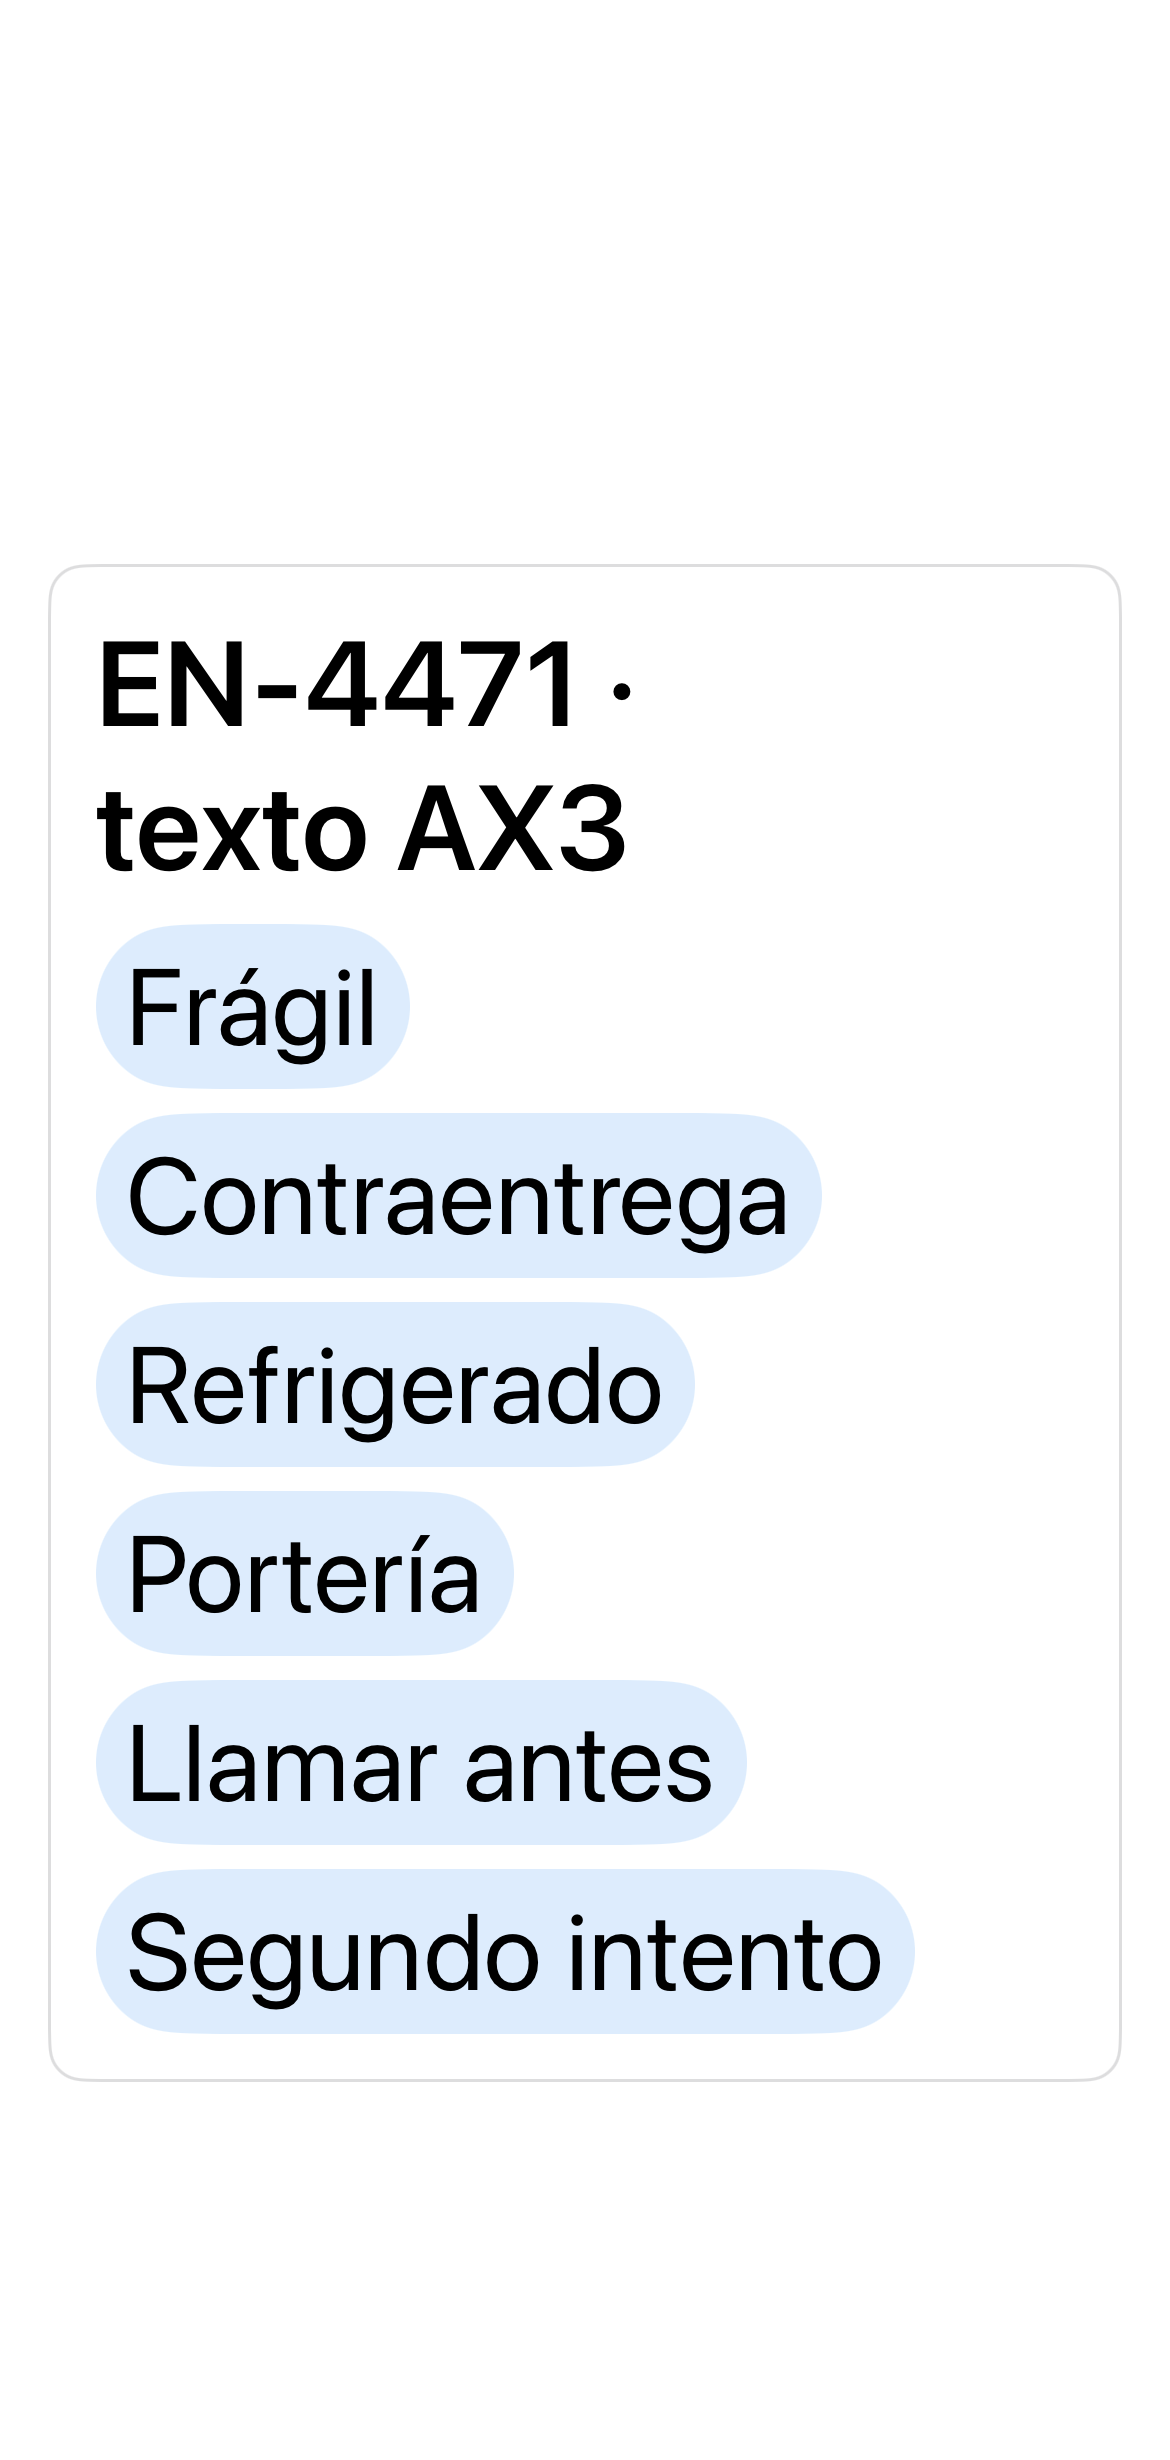 EN-4471 ·
texto AX3
Frágil
Contraentrega
Refrigerado
Portería
Llamar antes
Segundo intento